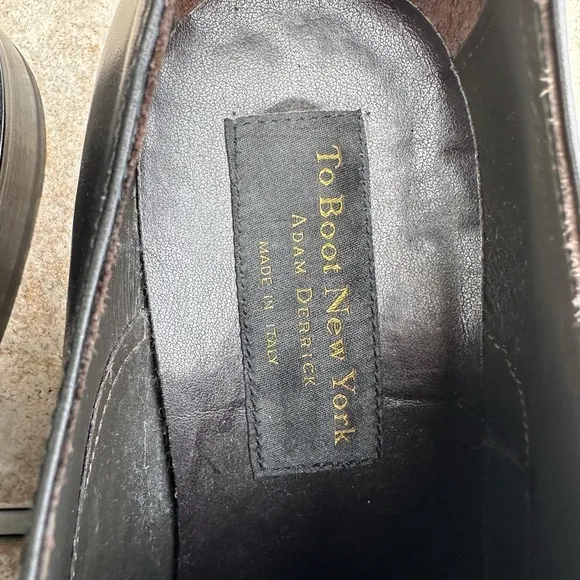 To Boot New York
ADAM DERRICK
MADE IN ITALY